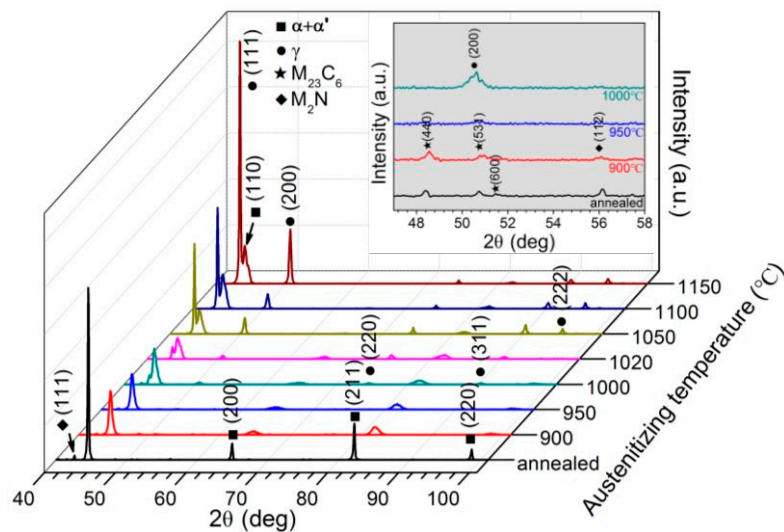 ■ α+α'
● γ
★ M₂₃C₆
◆ M₂N
(111)
(110)
(200)
Intensity (a.u.)
Intensity (a.u.)
(200)
1000℃
950℃
(440)
(531)
(112)
900℃
(600)
annealed
48 50 52 54 56 58
2θ (deg)
1150
1100
(222)
1050
1020
(220)
(311)
1000
950
(111)
(200)
(211)
(220)
900
annealed
Austenitizing temperature (℃)
40 50 60 70 80 90 100
2θ (deg)